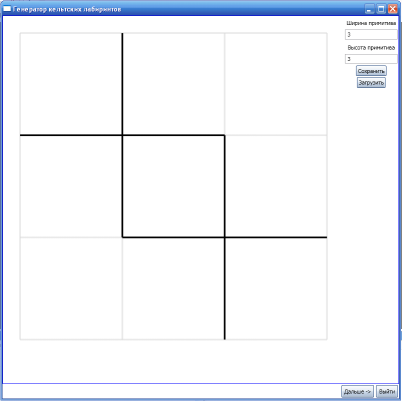 Генератор кельтских лабиринтов
Ширина примитива
3
Высота примитива
3
Сохранить
Загрузить
Дальше ->
Выйти